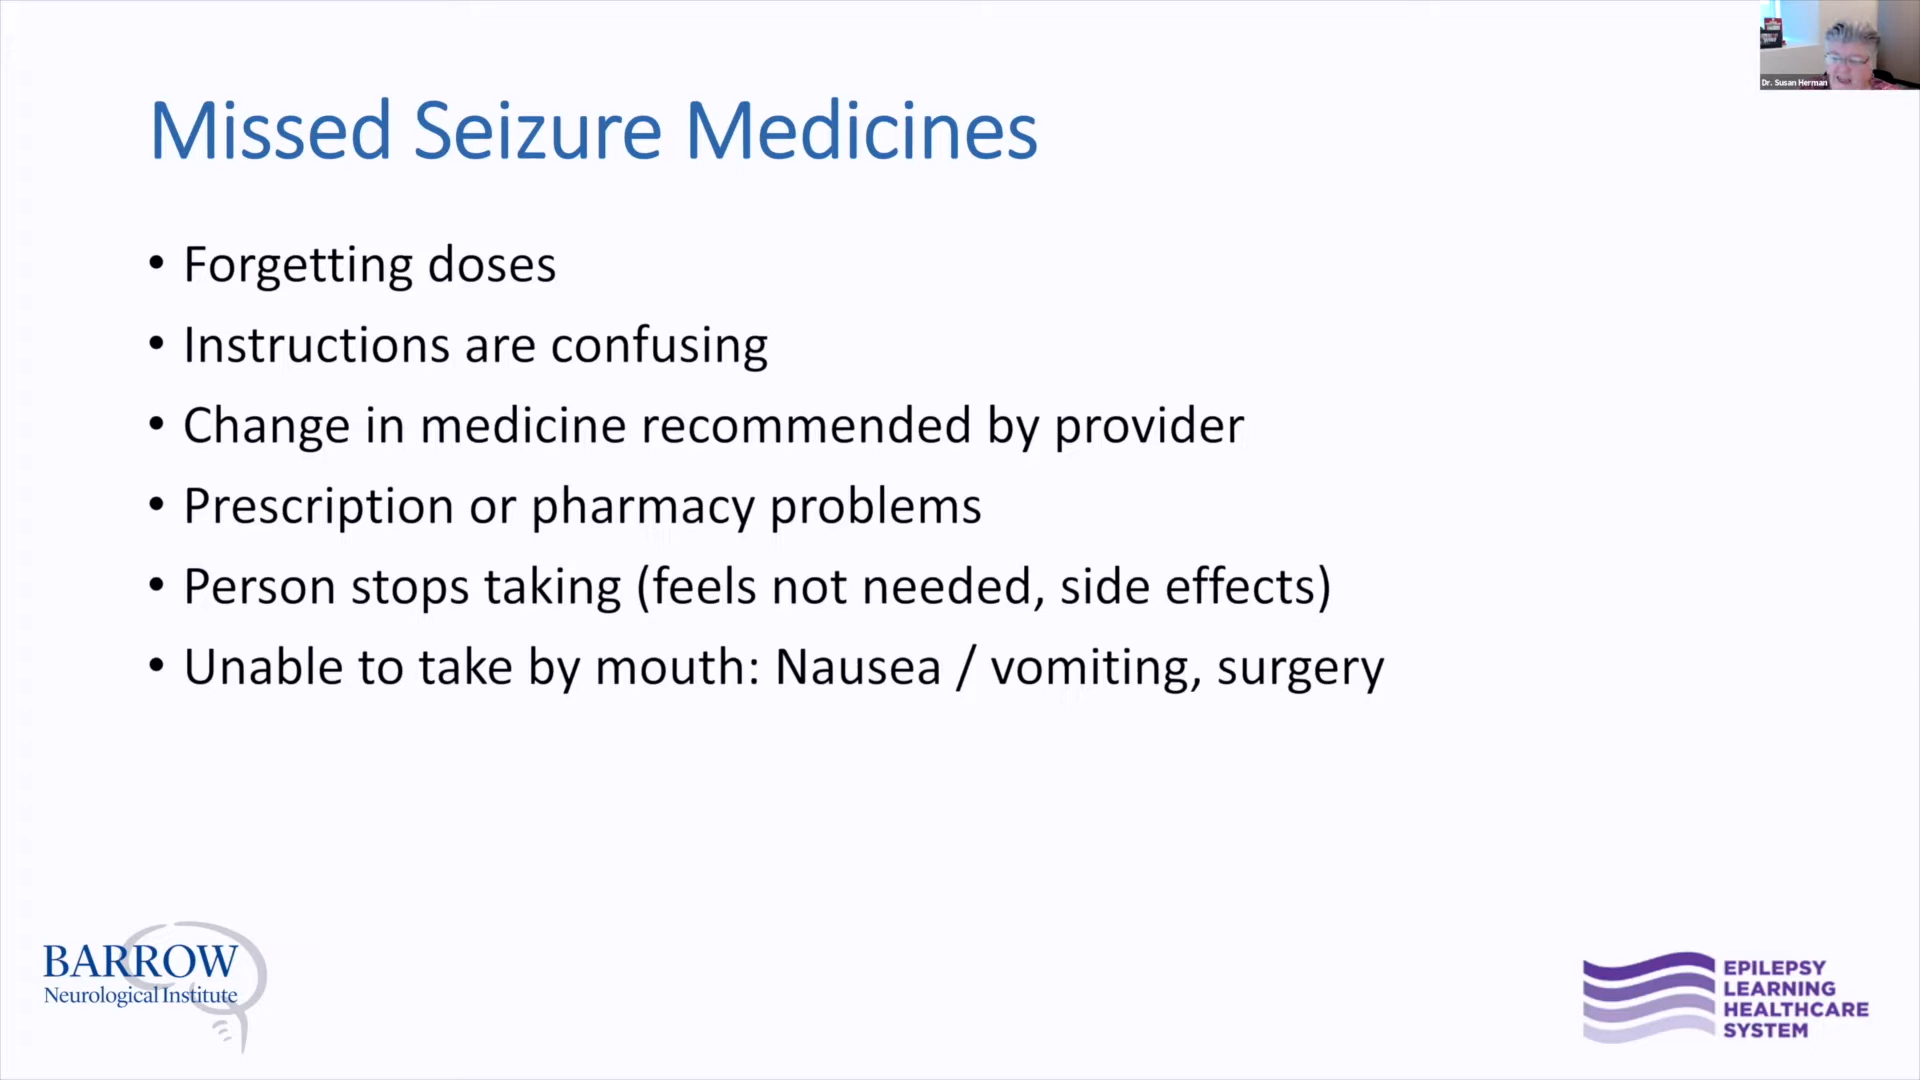 Dr. Susan Herman
Missed Seizure Medicines
• Forgetting doses
• Instructions are confusing
• Change in medicine recommended by provider
• Prescription or pharmacy problems
• Person stops taking (feels not needed, side effects)
• Unable to take by mouth: Nausea / vomiting, surgery
BARROW
Neurological Institute
EPILEPSY
LEARNING
HEALTHCARE
SYSTEM